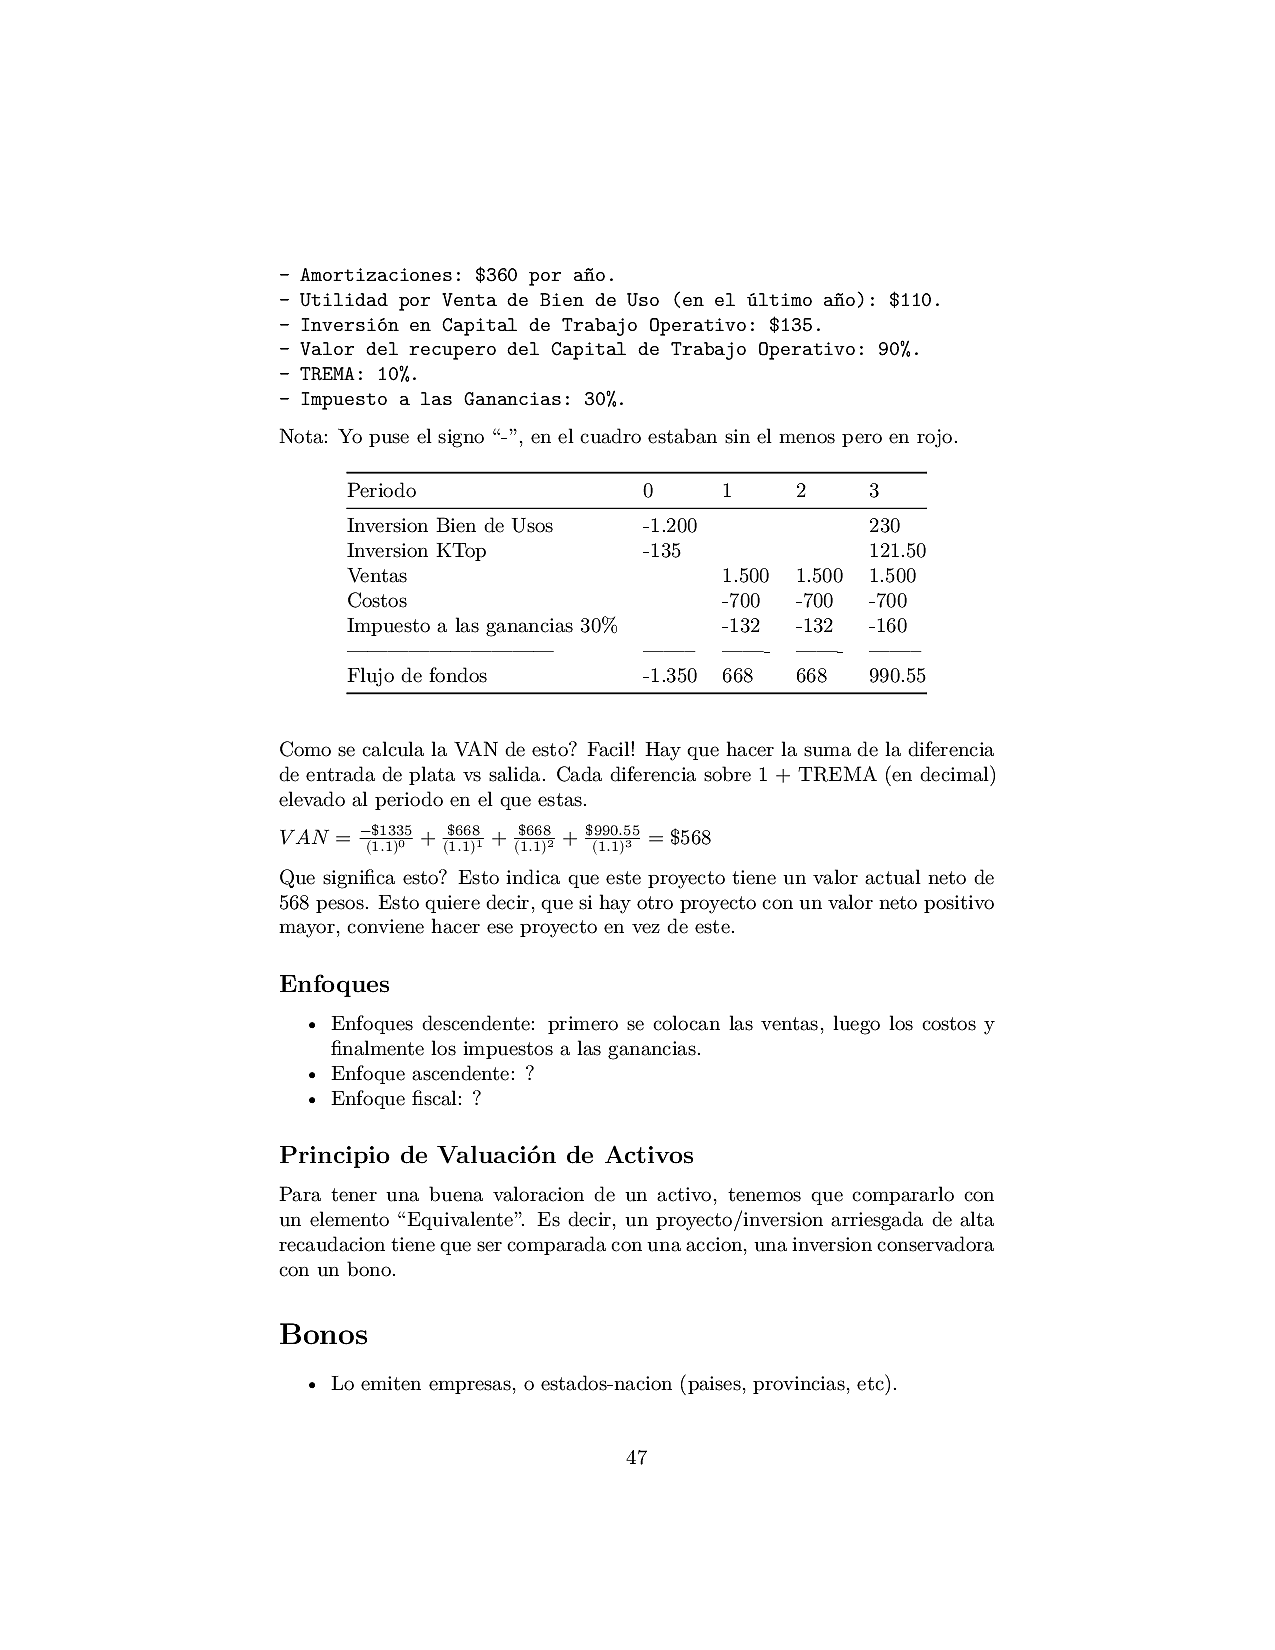 - Amortizaciones: $360 por año.
- Utilidad por Venta de Bien de Uso (en el último año): $110.
- Inversión en Capital de Trabajo Operativo: $135.
- Valor del recupero del Capital de Trabajo Operativo: 90%.
- TREMA: 10%.
- Impuesto a las Ganancias: 30%.
Nota: Yo puse el signo “-”, en el cuadro estaban sin el menos pero en rojo.
Periodo 0 1 2 3
Inversion Bien de Usos -1.200 230
Inversion KTop -135 121.50
Ventas 1.500 1.500 1.500
Costos -700 -700 -700
Impuesto a las ganancias 30% -132 -132 -160
Flujo de fondos -1.350 668 668 990.55
Como se calcula la VAN de esto? Facil! Hay que hacer la suma de la diferencia
de entrada de plata vs salida. Cada diferencia sobre 1 + TREMA (en decimal)
elevado al periodo en el que estas.
$VAN = \frac{-\$1335}{(1.1)^0} + \frac{\$668}{(1.1)^1} + \frac{\$668}{(1.1)^2} + \frac{\$990.55}{(1.1)^3} = \$568$
Que significa esto? Esto indica que este proyecto tiene un valor actual neto de
568 pesos. Esto quiere decir, que si hay otro proyecto con un valor neto positivo
mayor, conviene hacer ese proyecto en vez de este.
Enfoques
• Enfoques descendente: primero se colocan las ventas, luego los costos y
finalmente los impuestos a las ganancias.
• Enfoque ascendente: ?
• Enfoque fiscal: ?
Principio de Valuación de Activos
Para tener una buena valoracion de un activo, tenemos que compararlo con
un elemento “Equivalente”. Es decir, un proyecto/inversion arriesgada de alta
recaudacion tiene que ser comparada con una accion, una inversion conservadora
con un bono.
Bonos
• Lo emiten empresas, o estados-nacion (paises, provincias, etc).
47